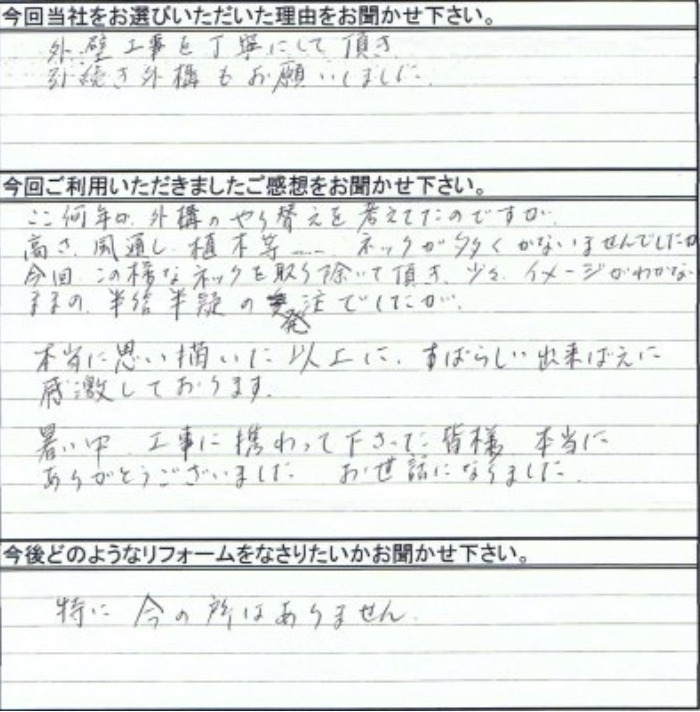 今回当社をお選びいただいた理由をお聞かせ下さい。
外壁工事を丁寧にして頂き
引続き外構もお願いしました。
今回ご利用いただきましたご感想をお聞かせ下さい。
ここ何年か、外構のやり替えを考えてたのですが、
高さ、風通し、植木等…… ネックが多くかないませんでしたが
今回、この様なネックを取り除いて頂き、少々、イメージがわかない
ままの、半信半疑の発注でしたが、
本当に思い描いた以上に、すばらしい出来ばえに
感激しております。
暑い中、工事に携わって下さった皆様、本当に
ありがとうございました お世話になりました。
今後どのようなリフォームをなさりたいかお聞かせ下さい。
特に今の所はありません。